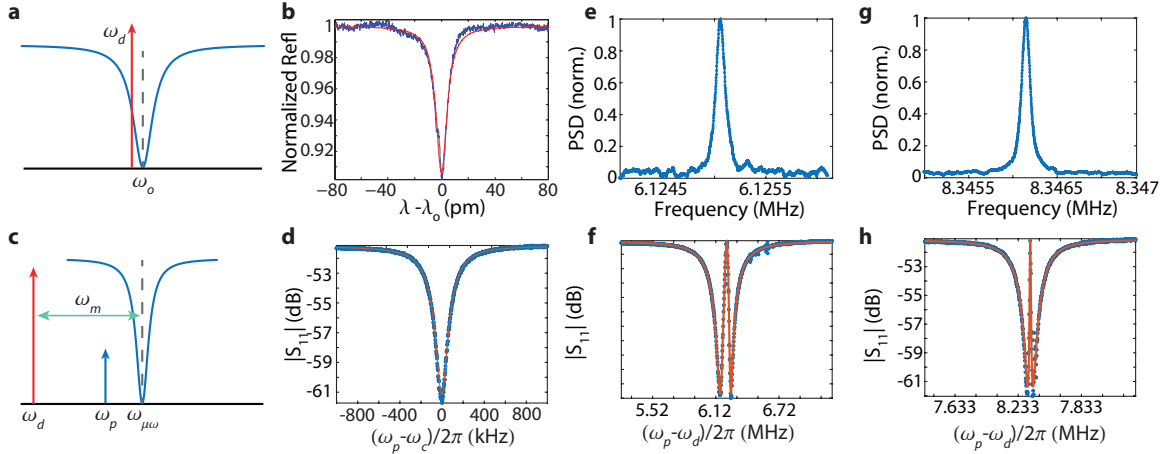 a
ω_d
ω_o
b
Normalized Refl
1
0.98
0.96
0.94
0.92
−80
−40
0
40
80
λ -λ_o (pm)
c
ω_m
ω_d
ω_p
ω_μω
d
|S_11| (dB)
-53
-55
-57
-59
-61
-800
-400
0
400
1000
(ω_p-ω_c)/2π (kHz)
e
PSD (norm.)
1
0.8
0.6
0.4
0.2
0
6.1245
6.1255
Frequency (MHz)
f
|S_11| (dB)
5.52
6.12
6.72
(ω_p-ω_d)/2π (MHz)
g
PSD (norm.)
1
0.8
0.6
0.4
0.2
0
8.3455
8.3465
8.347
Frequency (MHz)
h
|S_11| (dB)
-53
-55
-57
-59
-61
7.633
8.233
7.833
(ω_p-ω_d)/2π (MHz)